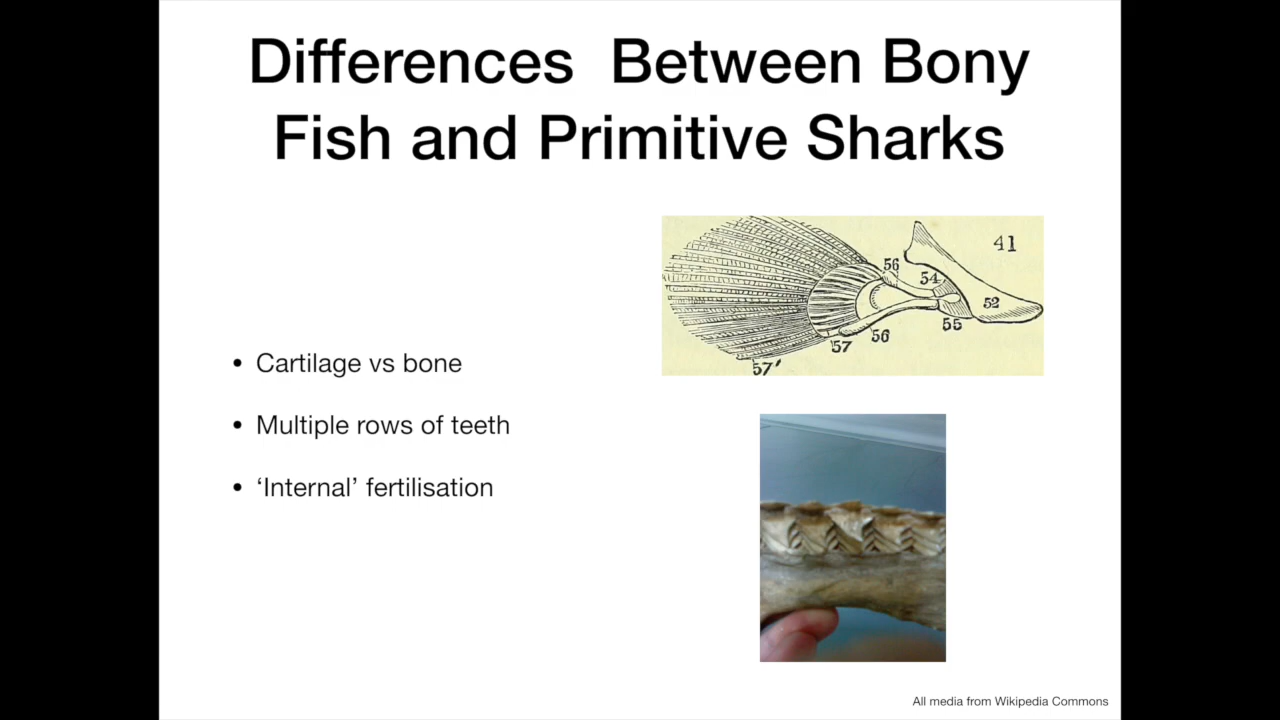 Differences Between Bony
Fish and Primitive Sharks
41
56
54
52
55
56
57
57'
• Cartilage vs bone
• Multiple rows of teeth
• ‘Internal’ fertilisation
All media from Wikipedia Commons